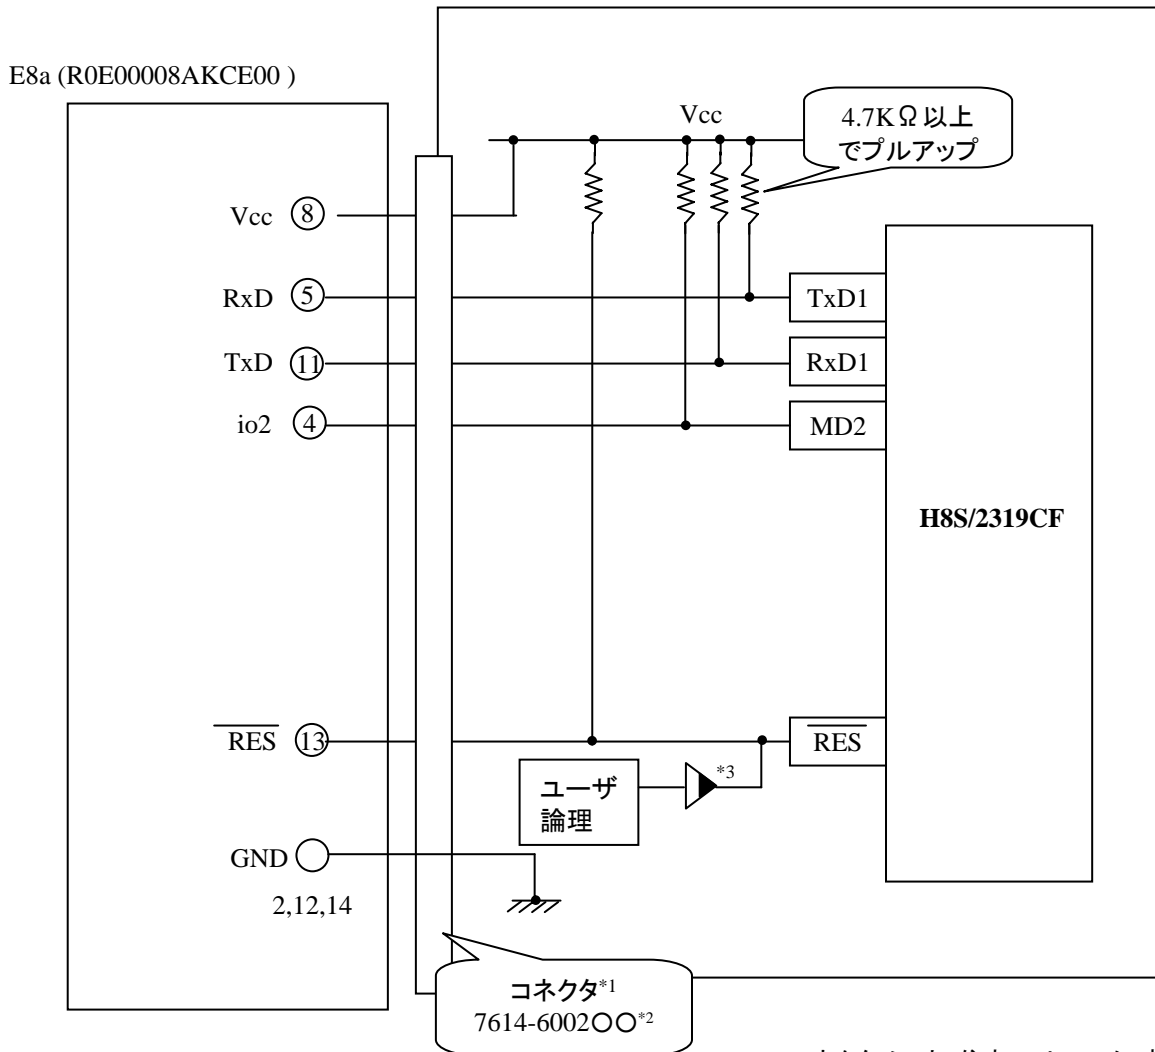 E8a (R0E00008AKCE00 )
Vcc
4.7KΩ以上
でプルアップ
Vcc 8
RxD 5
TxD1
TxD 11
RxD1
io2 4
MD2
H8S/2319CF
RES 13
RES
*3
ユーザ
論理
GND
2,12,14
コネクタ*1
7614-6002○○*2